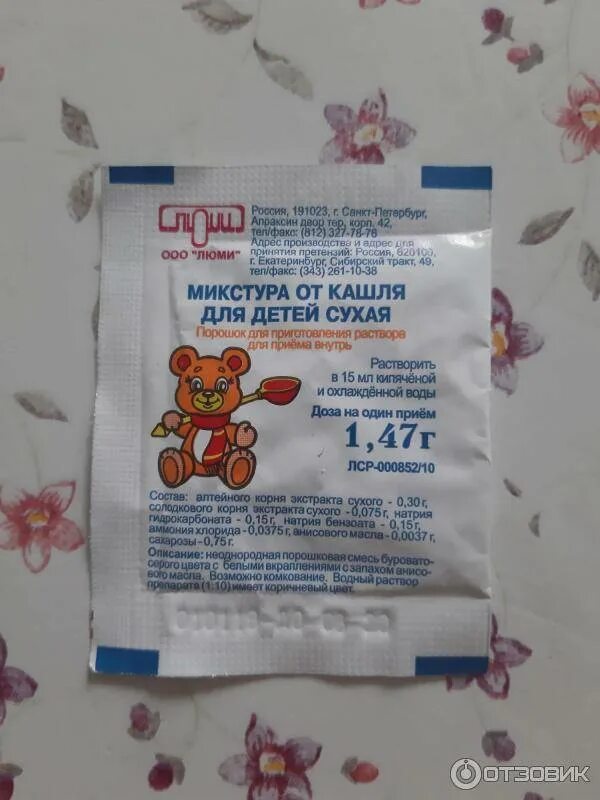 ЛЮМИ
ООО "ЛЮМИ"
Россия, 191023, г. Санкт-Петербург,
Апраксин двор тер, корп. 42,
тел/факс: (812) 327-78-76
Адрес производства и адрес для
принятия претензий: Россия, 620100,
г. Екатеринбург, Сибирский тракт, 49,
тел/факс: (343) 261-10-38
МИКСТУРА ОТ КАШЛЯ
ДЛЯ ДЕТЕЙ СУХАЯ
Порошок для приготовления раствора
для приёма внутрь
Растворить
в 15 мл кипячёной
и охлаждённой воды
Доза на один приём
1,47г
ЛСР-000852/10
Состав: алтейного корня экстракта сухого - 0,30 г,
солодкового корня экстракта сухого -0,075 г, натрия
гидрокарбоната - 0,15г, натрия бензоата - 0,15г,
аммония хлорида - 0,0375 г, анисового масла -0,0037 г,
сахарозы -0,75 г.
Описание: неоднородная порошковая смесь буровато-
серого цвета с белыми вкраплениями с запахом анисо-
вого масла. Возможно комкование. Водный раствор
препарата (1:10) имеет коричневый цвет.
ОТЗОВИК